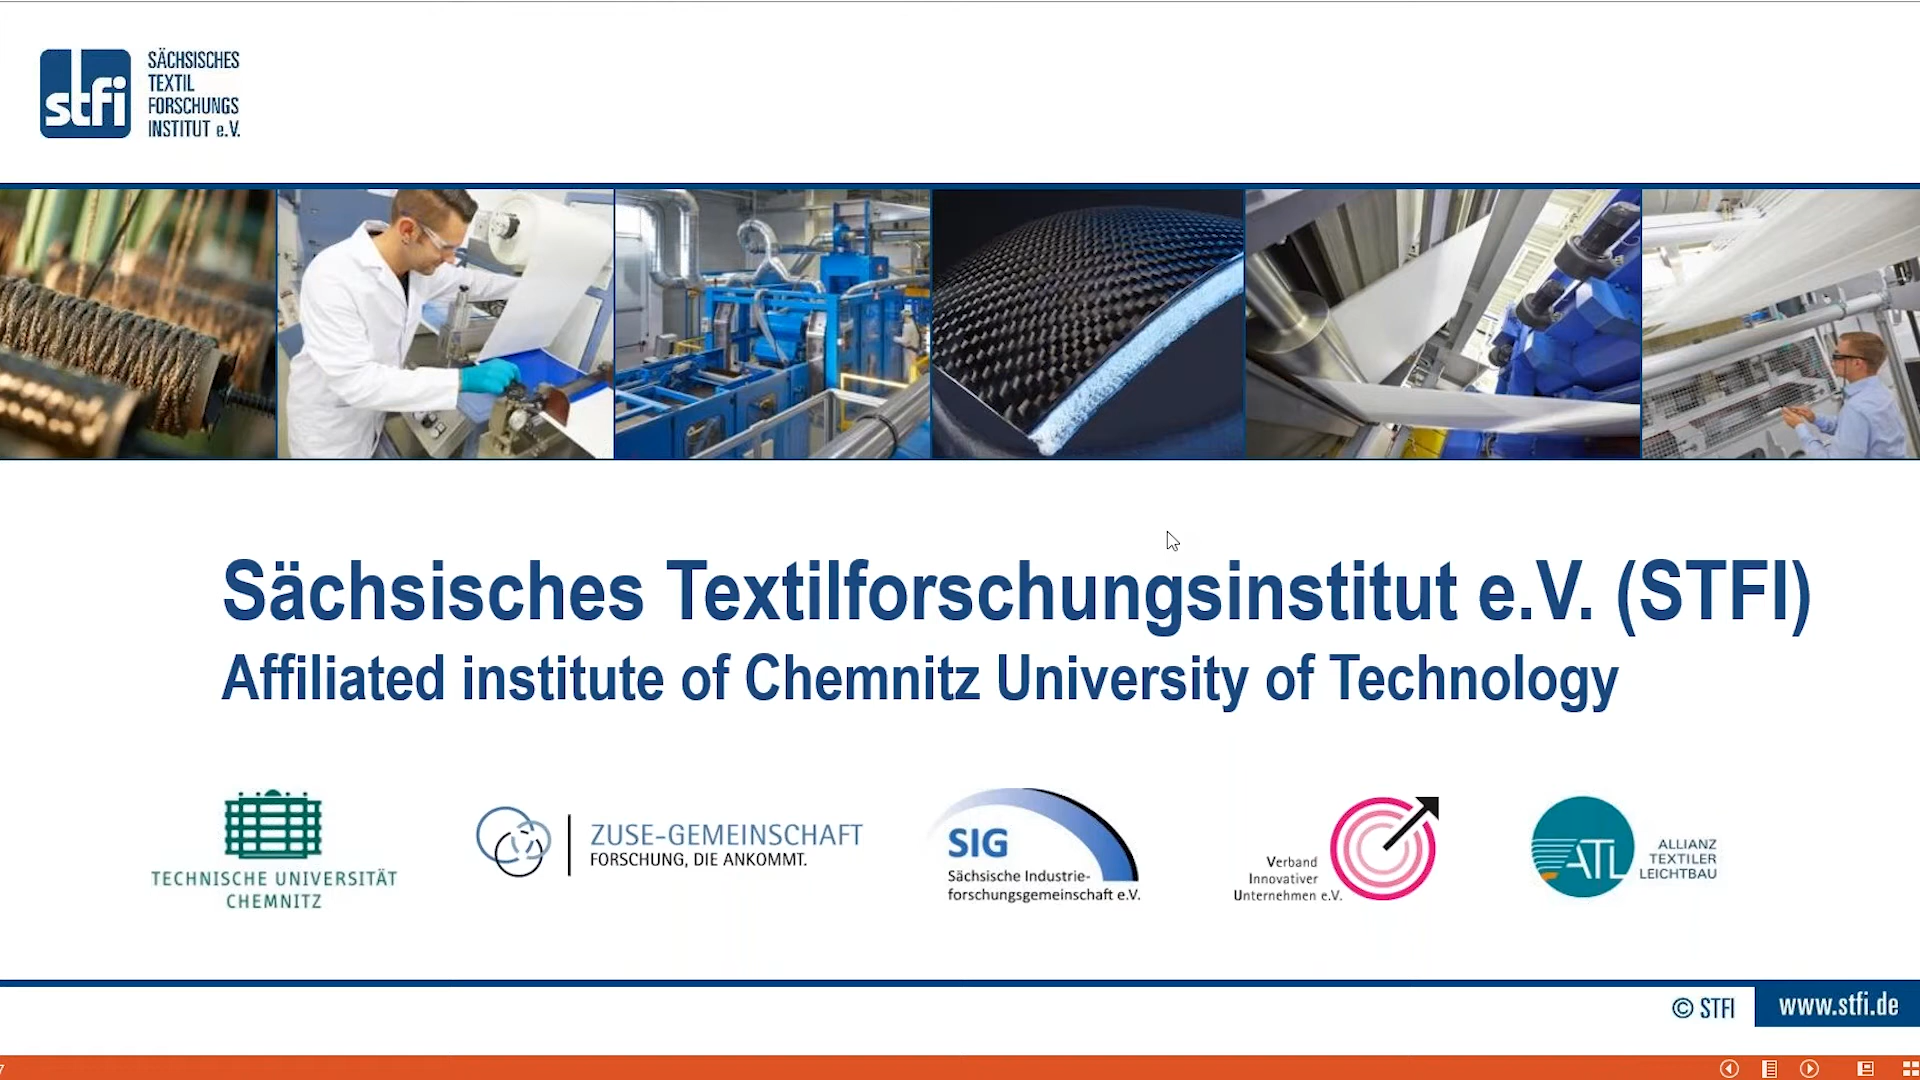 stfi
SÄCHSISCHES
TEXTIL
FORSCHUNGS
INSTITUT e.V.
Sächsisches Textilforschungsinstitut e.V. (STFI)
Affiliated institute of Chemnitz University of Technology
TECHNISCHE UNIVERSITÄT
CHEMNITZ
ZUSE-GEMEINSCHAFT
FORSCHUNG, DIE ANKOMMT.
SIG
Sächsische Industrie-
forschungsgemeinschaft e.V.
Verband
Innovativer
Unternehmen e.V.
ATL
ALLIANZ
TEXTILER
LEICHTBAU
© STFI
www.stfi.de